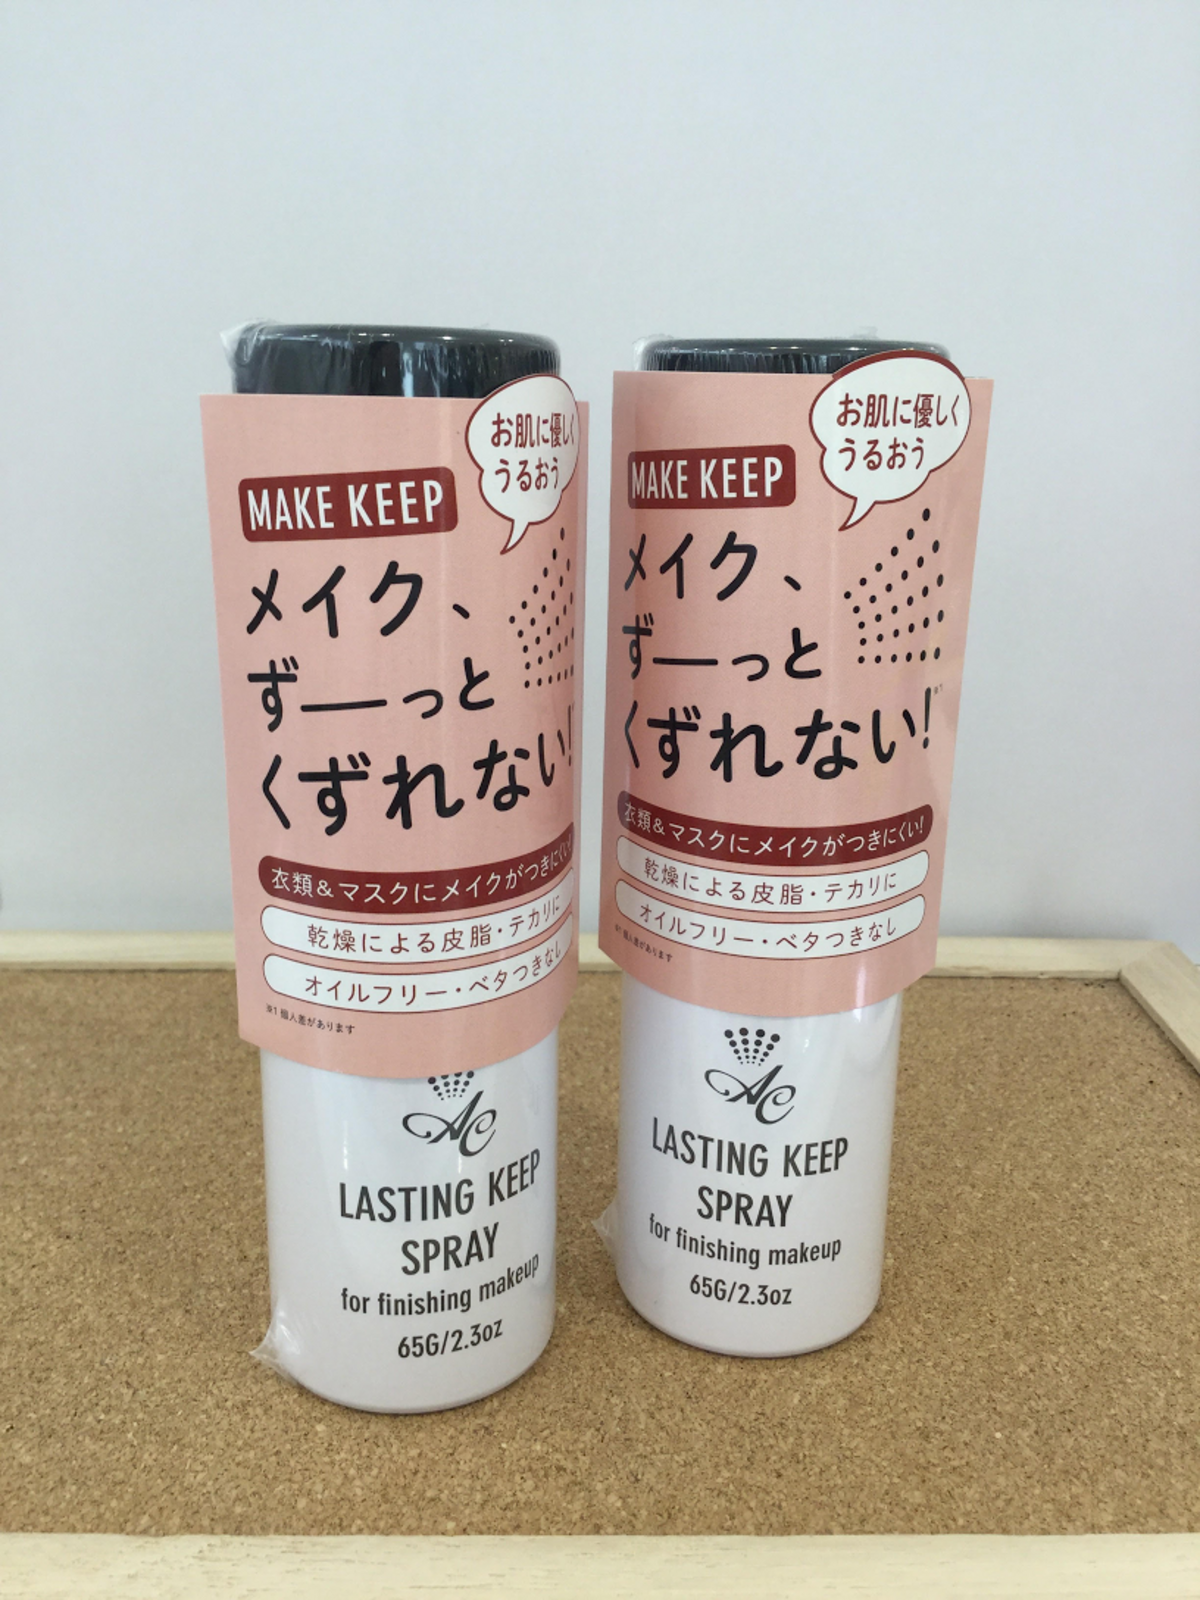 お肌に優しく
うるおう
MAKE KEEP
メイク、
ずーっと
くずれない!
衣類&マスクにメイクがつきにくい!
乾燥による皮脂・テカリに
オイルフリー・ベタつきなし
※1 個人差があります
AC
LASTING KEEP
SPRAY
for finishing makeup
65G/2.3oz
お肌に優しく
うるおう
MAKE KEEP
メイク、
ずーっと
くずれない!※1
衣類&マスクにメイクがつきにくい!
乾燥による皮脂・テカリに
オイルフリー・ベタつきなし
※1 個人差があります
AC
LASTING KEEP
SPRAY
for finishing makeup
65G/2.3oz